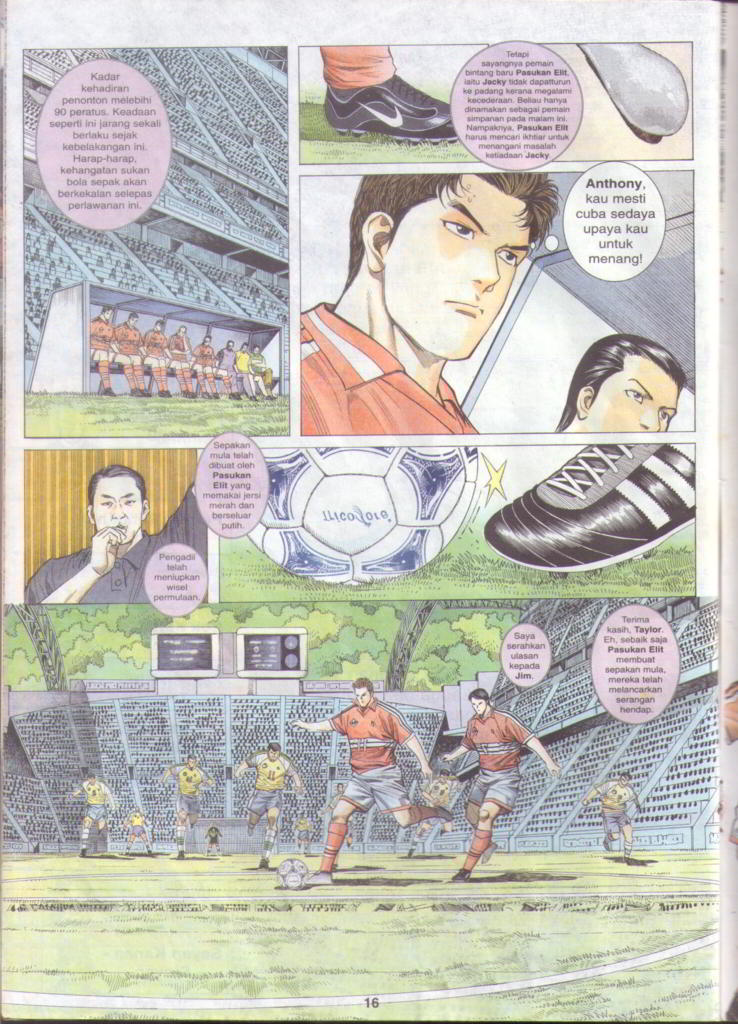 Kadar
kehadiran
penonton melebihi
90 peratus. Keadaan
seperti ini jarang sekali
berlaku sejak
kebelakangan ini.
Harap-harap,
kehangatan sukan
bola sepak akan
berkekalan selepas
perlawanan ini.
Tetapi
sayangnya pemain
bintang baru Pasukan Elit,
iaitu Jacky tidak dapatturun
ke padang kerana megalami
kecederaan. Beliau hanya
dinamakan sebagai pemain
simpanan pada malam ini.
Nampaknya, Pasukan Elit
harus mencari ikhtiar untuk
menangani masalah
ketiadaan Jacky
Anthony,
kau mesti
cuba sedaya
upaya kau
untuk
menang!
Sepakan
mula telah
dibuat oleh
Pasukan
Elit yang
memakai jersi
merah dan
berseluar
putih.
Pengadil
telah
meniupkan
wisel
permulaan.
Tricolore
Saya
serahkan
ulasan
kepada
Jim.
Terima
kasih, Taylor.
Eh, sebaik saja
Pasukan Elit
membuat
sepakan mula,
mereka telah
melancarkan
serangan
hendap.
11
16